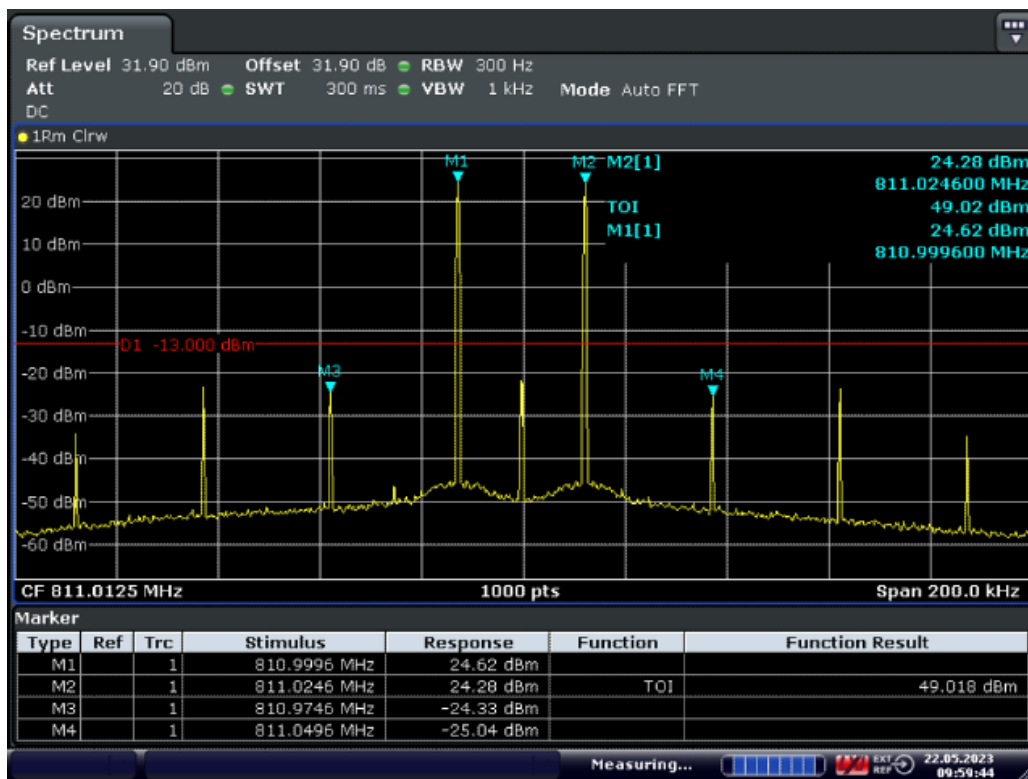 Spectrum
Ref Level 31.90 dBm Offset 31.90 dB RBW 300 Hz
Att 20 dB SWT 300 ms VBW 1 kHz Mode Auto FFT
DC
1Rm Clrw
M1 M2 M2[1] 24.28 dBm
811.024600 MHz
20 dBm TOI 49.02 dBm
M1[1] 24.62 dBm
10 dBm 810.999600 MHz
0 dBm
-10 dBm
D1 -13.000 dBm
-20 dBm M3 M4
-30 dBm
-40 dBm
-50 dBm
-60 dBm
CF 811.0125 MHz 1000 pts Span 200.0 kHz
Marker
Type Ref Trc Stimulus Response Function Function Result
M1 1 810.9996 MHz 24.62 dBm
M2 1 811.0246 MHz 24.28 dBm TOI 49.018 dBm
M3 1 810.9746 MHz -24.33 dBm
M4 1 811.0496 MHz -25.04 dBm
Measuring... EXT REF 22.05.2023
09:59:44